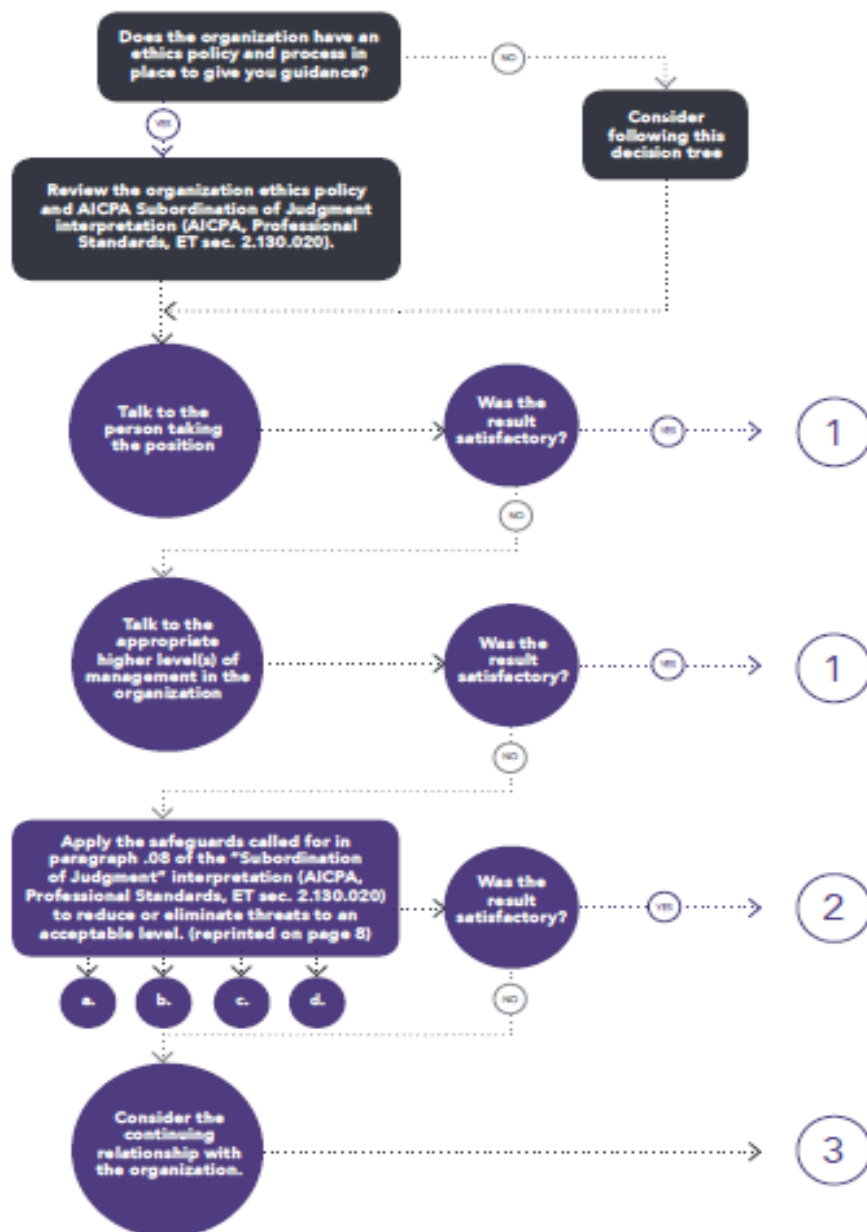 Does the organization have an
ethics policy and process in
place to give you guidance?
NO
YES
Consider
following this
decision tree
Review the organization ethics policy
and AICPA Subordination of Judgment
interpretation (AICPA, Professional
Standards, ET sec. 2.130.020).
Talk to the
person taking
the position
Was the
result
satisfactory?
YES
1
NO
Talk to the
appropriate
higher level(s) of
management in the
organization
Was the
result
satisfactory?
YES
1
NO
Apply the safeguards called for in
paragraph .08 of the "Subordination
of Judgment" interpretation (AICPA,
Professional Standards, ET sec. 2.130.020)
to reduce or eliminate threats to an
acceptable level. (reprinted on page 8)
Was the
result
satisfactory?
YES
2
a.
b.
c.
d.
NO
Consider the
continuing
relationship with
the organization.
3